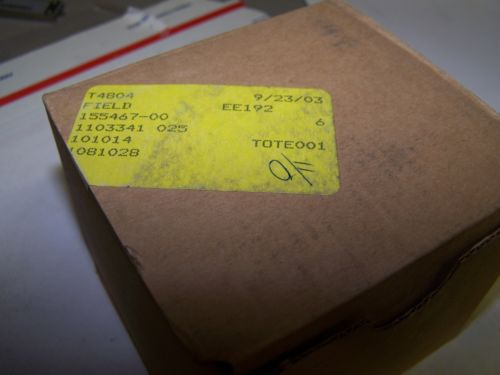 T4804 9/23/03
FIELD EE192
155467-00 6
1103341 025
101014 TOTE001
1081028